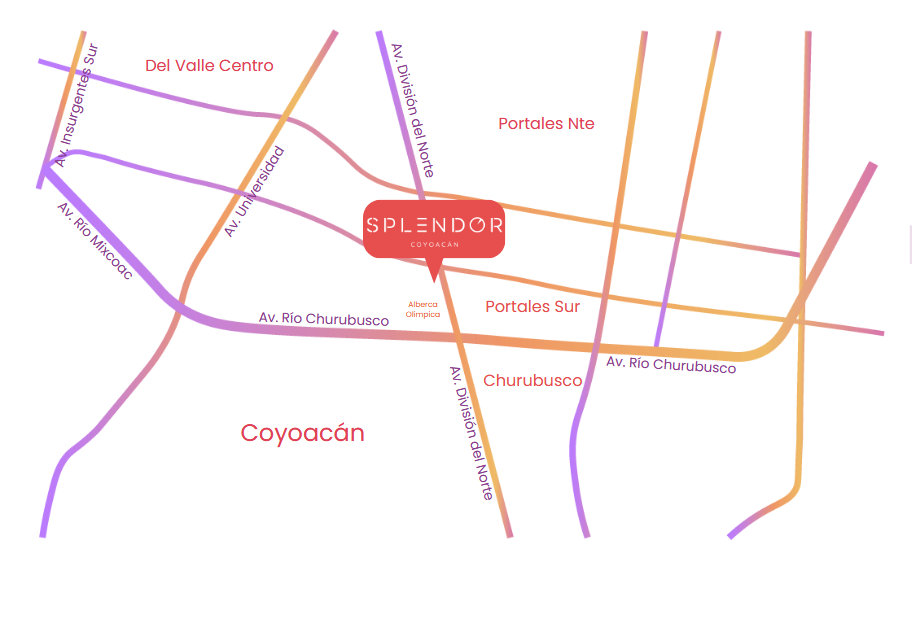 Av. Insurgentes Sur
Del Valle Centro
Av. División del Norte
Portales Nte
Av. Universidad
Av. Río Mixcoac
SPLENDOR
COYOACÁN
Alberca
Olímpica
Portales Sur
Av. Río Churubusco
Av. Río Churubusco
Churubusco
Av. División del Norte
Coyoacán